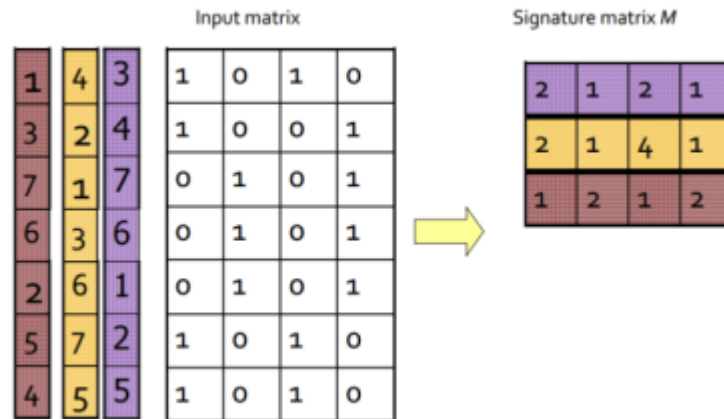 Input matrix Signature matrix M
1 4 3 1 0 1 0
3 2 4 1 0 0 1
7 1 7 0 1 0 1
6 3 6 0 1 0 1
2 6 1 0 1 0 1
5 7 2 1 0 1 0
4 5 5 1 0 1 0
2 1 2 1
2 1 4 1
1 2 1 2